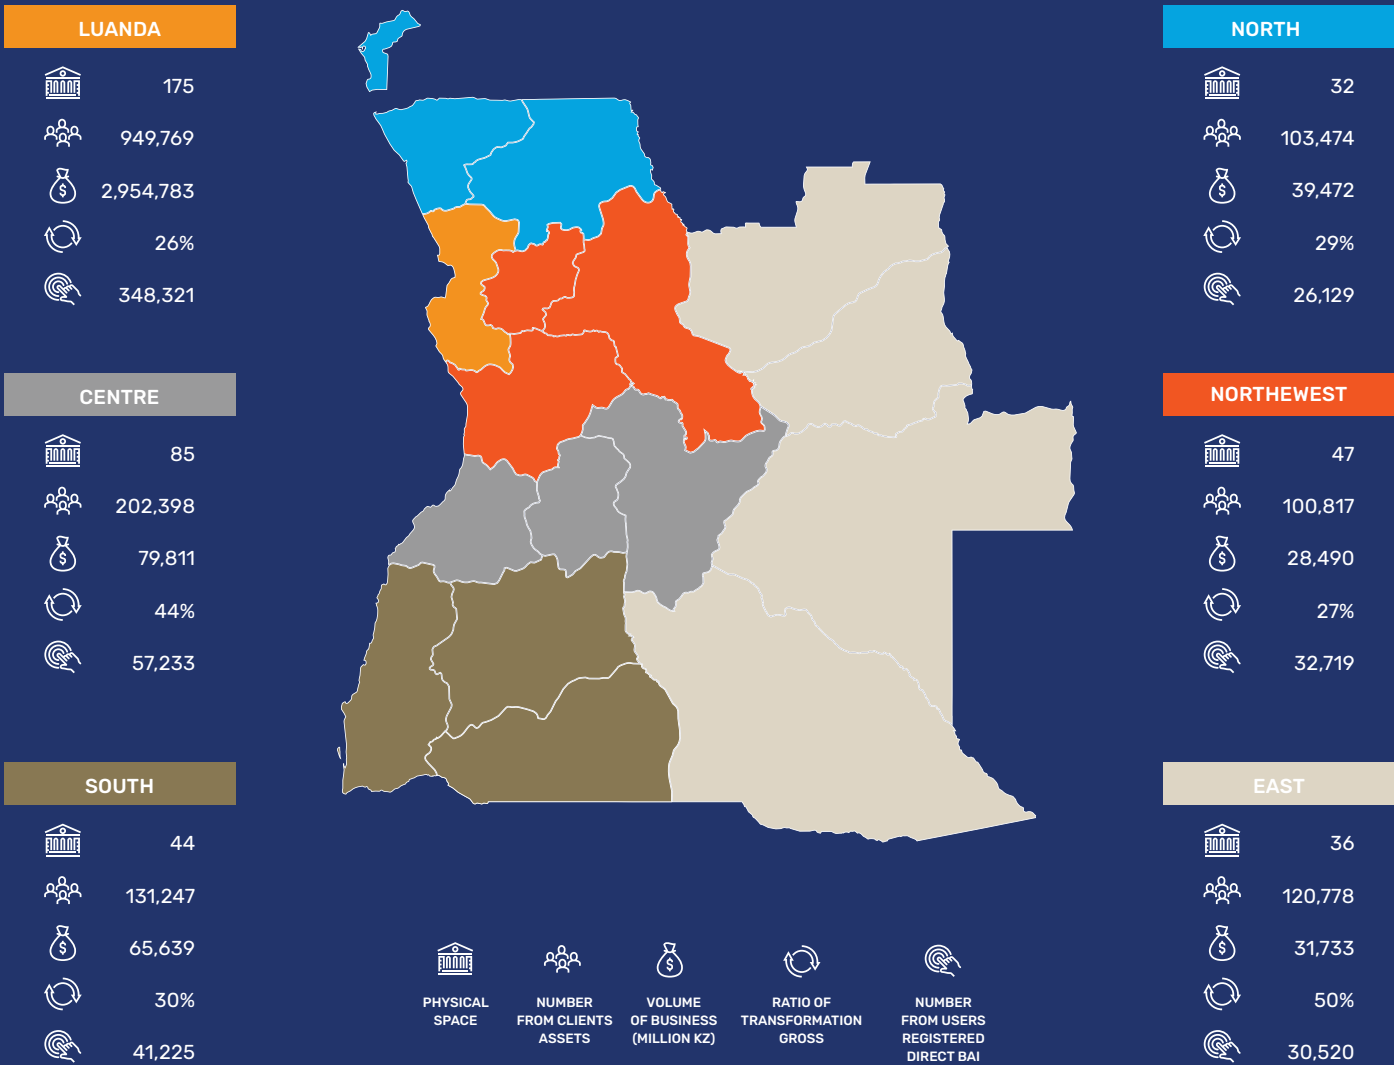 LUANDA
175
949,769
2,954,783
26%
348,321
CENTRE
85
202,398
79,811
44%
57,233
SOUTH
44
131,247
65,639
30%
41,225
NORTH
32
103,474
39,472
29%
26,129
NORTHEWEST
47
100,817
28,490
27%
32,719
EAST
36
120,778
31,733
50%
30,520
PHYSICAL
SPACE
NUMBER
FROM CLIENTS
ASSETS
VOLUME
OF BUSINESS
(MILLION KZ)
RATIO OF
TRANSFORMATION
GROSS
NUMBER
FROM USERS
REGISTERED
DIRECT BAI